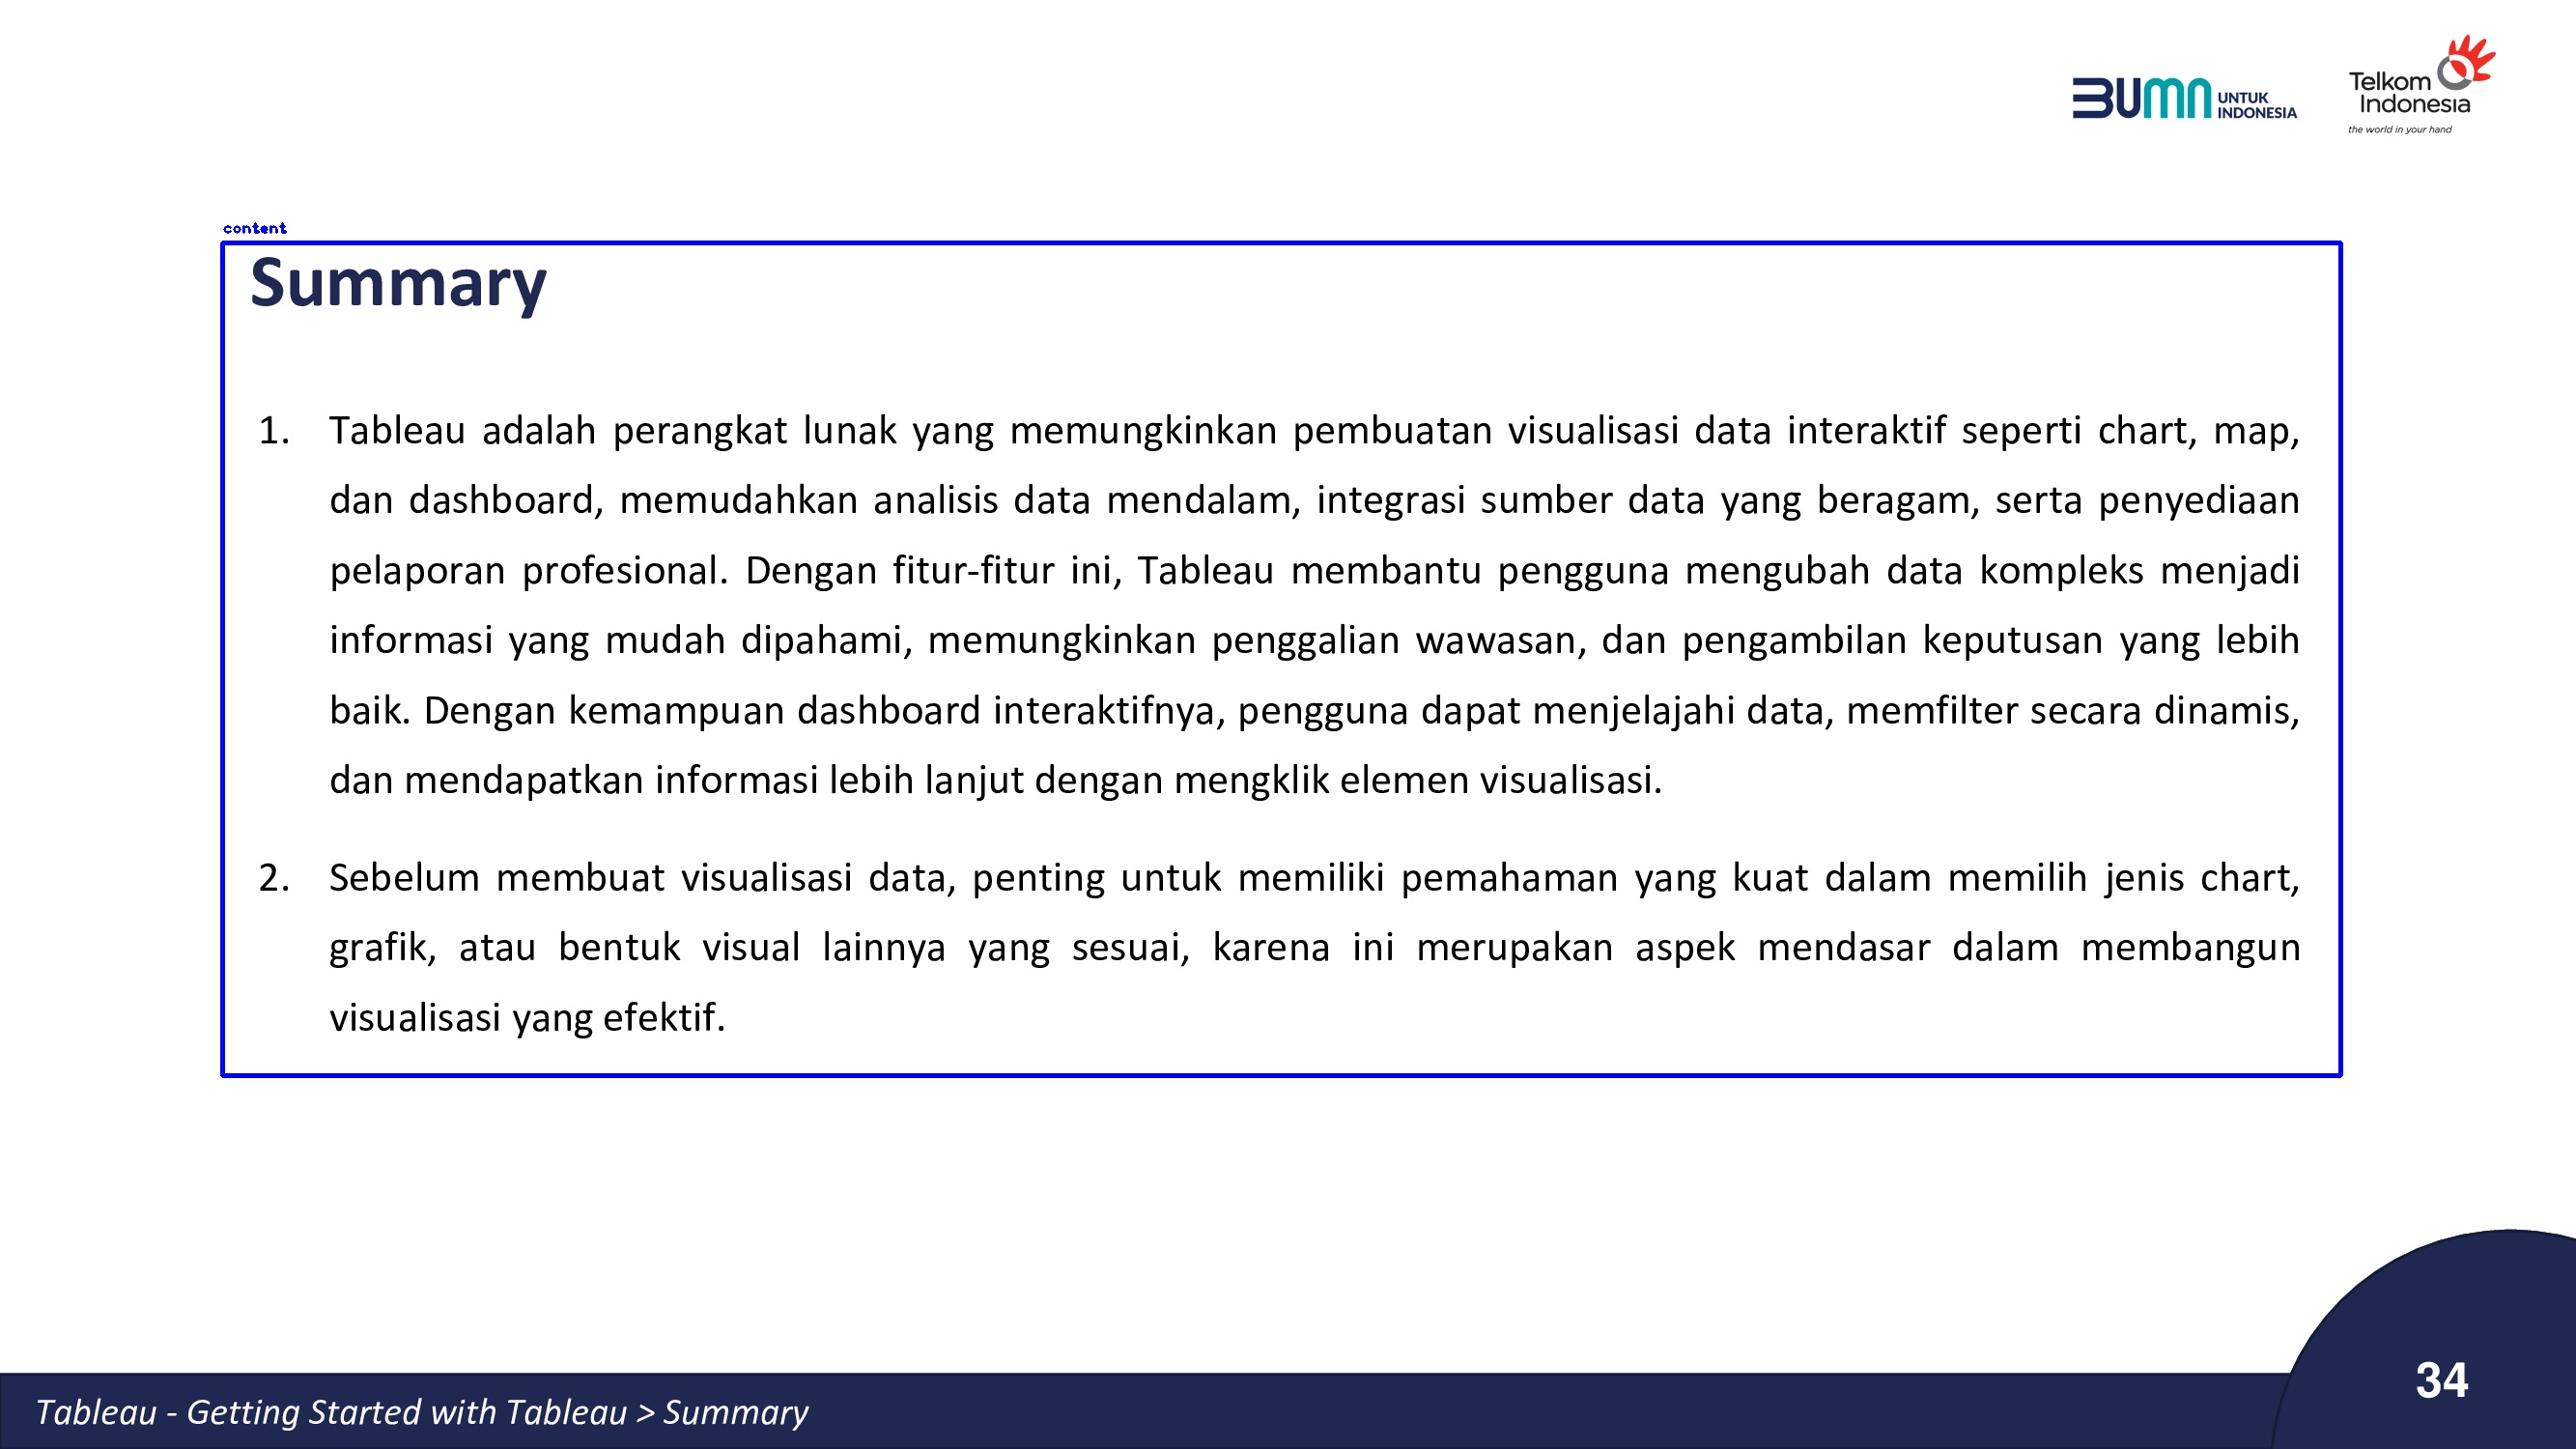 BUMN UNTUK
INDONESIA
Telkom
Indonesia
the world in your hand
content
Summary
1. Tableau adalah perangkat lunak yang memungkinkan pembuatan visualisasi data interaktif seperti chart, map,
dan dashboard, memudahkan analisis data mendalam, integrasi sumber data yang beragam, serta penyediaan
pelaporan profesional. Dengan fitur-fitur ini, Tableau membantu pengguna mengubah data kompleks menjadi
informasi yang mudah dipahami, memungkinkan penggalian wawasan, dan pengambilan keputusan yang lebih
baik. Dengan kemampuan dashboard interaktifnya, pengguna dapat menjelajahi data, memfilter secara dinamis,
dan mendapatkan informasi lebih lanjut dengan mengklik elemen visualisasi.
2. Sebelum membuat visualisasi data, penting untuk memiliki pemahaman yang kuat dalam memilih jenis chart,
grafik, atau bentuk visual lainnya yang sesuai, karena ini merupakan aspek mendasar dalam membangun
visualisasi yang efektif.
34
Tableau - Getting Started with Tableau > Summary